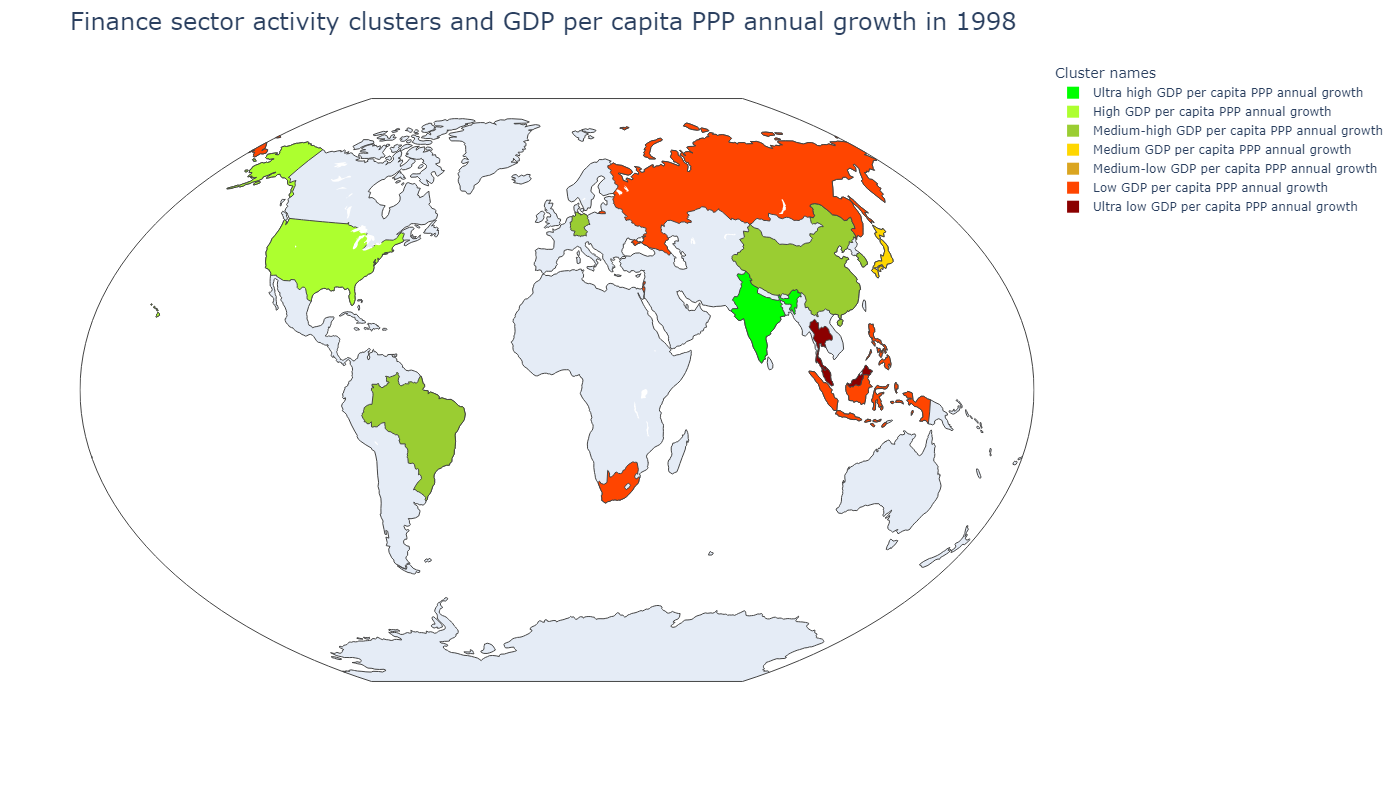 Finance sector activity clusters and GDP per capita PPP annual growth in 1998
Cluster names
Ultra high GDP per capita PPP annual growth
High GDP per capita PPP annual growth
Medium-high GDP per capita PPP annual growth
Medium GDP per capita PPP annual growth
Medium-low GDP per capita PPP annual growth
Low GDP per capita PPP annual growth
Ultra low GDP per capita PPP annual growth